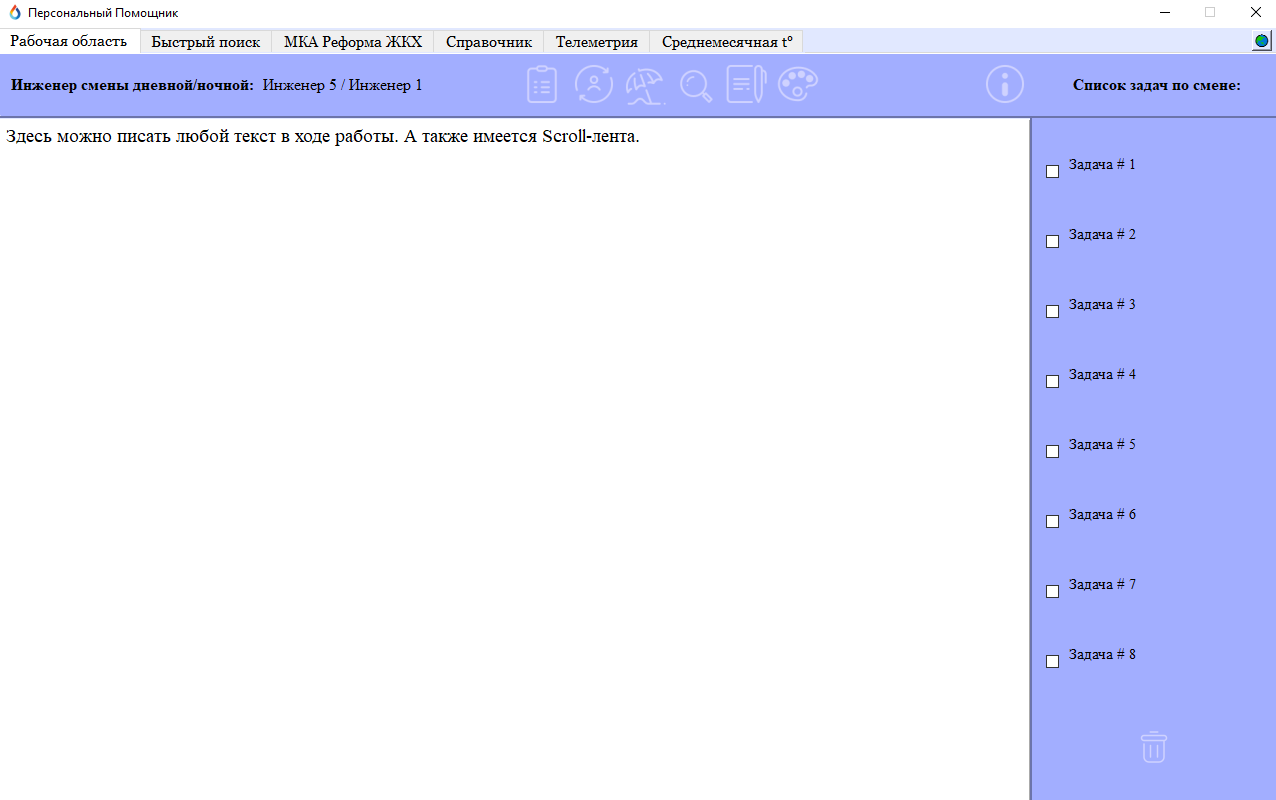 Персональный Помощник
Рабочая область Быстрый поиск МКА Реформа ЖКХ Справочник Телеметрия Среднемесячная t°
Инженер смены дневной/ночной: Инженер 5 / Инженер 1
Список задач по смене:
Здесь можно писать любой текст в ходе работы. А также имеется Scroll-лента.
Задача # 1
Задача # 2
Задача # 3
Задача # 4
Задача # 5
Задача # 6
Задача # 7
Задача # 8